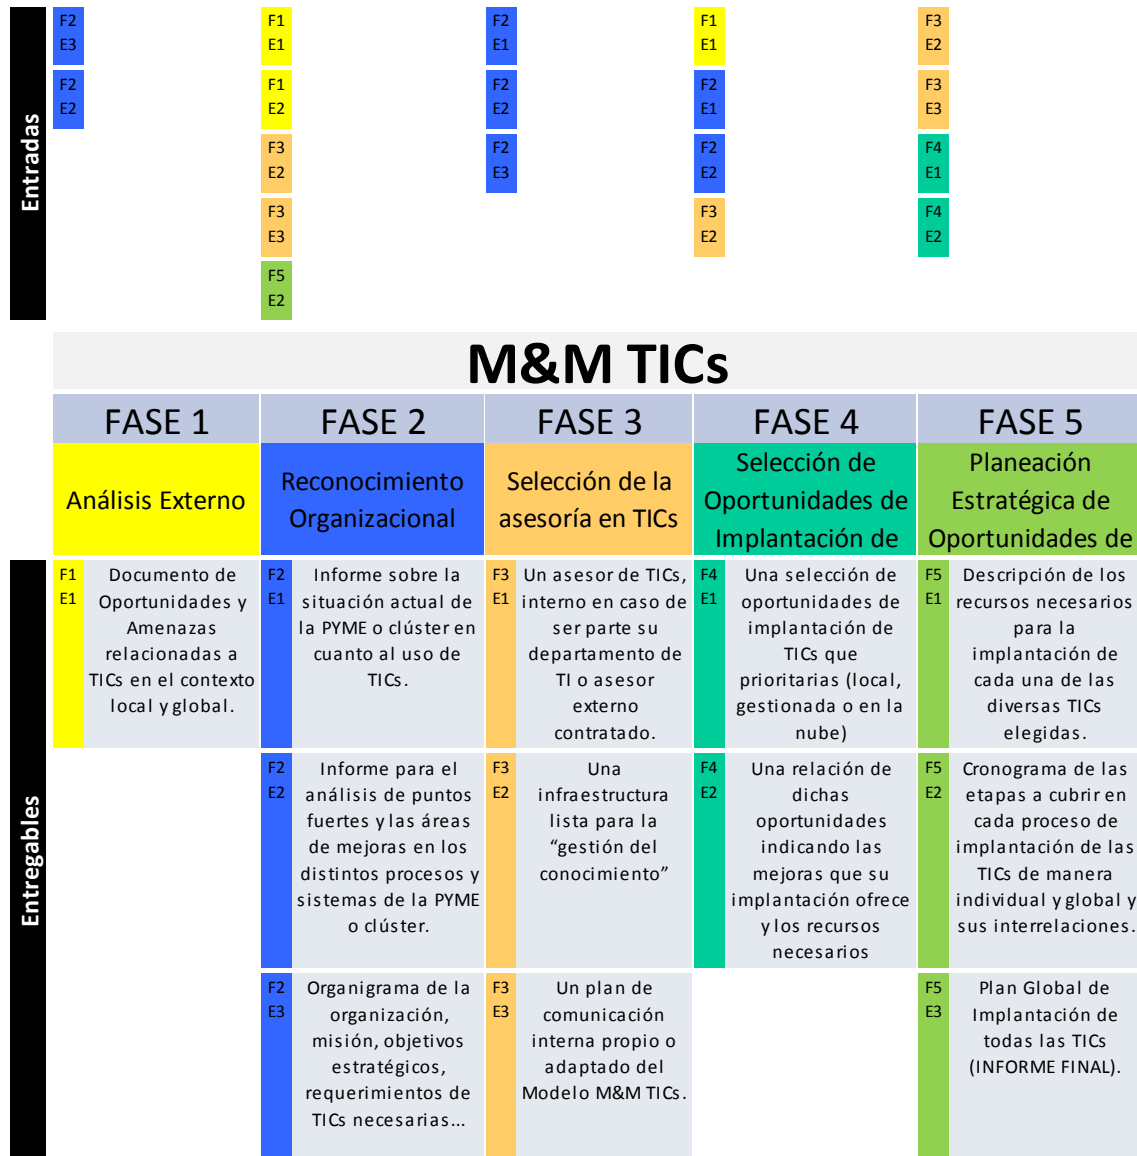 Entradas
F2
E3
F2
E2
F1
E1
F1
E2
F3
E2
F3
E3
F5
E2
F2
E1
F2
E2
F2
E3
F1
E1
F2
E1
F2
E2
F3
E2
F3
E2
F3
E3
F4
E1
F4
E2
M&M TICs
FASE 1
FASE 2
FASE 3
FASE 4
FASE 5
Análisis Externo
Reconocimiento
Organizacional
Selección de la
asesoría en TICs
Selección de
Oportunidades de
Implantación de
Planeación
Estratégica de
Oportunidades de
Entregables
F1
E1
Documento de
Oportunidades y
Amenazas
relacionadas a
TICs en el contexto
local y global.
F2
E1
Informe sobre la
situación actual de
la PYME o clúster en
cuanto al uso de
TICs.
F3
E1
Un asesor de TICs,
interno en caso de
ser parte su
departamento de
TI o asesor
externo
contratado.
F4
E1
Una selección de
oportunidades de
implantación de
TICs que
prioritarias (local,
gestionada o en la
nube)
F5
E1
Descripción de los
recursos necesarios
para la
implantación de
cada una de las
diversas TICs
elegidas.
F2
E2
Informe para el
análisis de puntos
fuertes y las áreas
de mejoras en los
distintos procesos y
sistemas de la PYME
o clúster.
F3
E2
Una
infraestructura
lista para la
“gestión del
conocimiento”
F4
E2
Una relación de
dichas
oportunidades
indicando las
mejoras que su
implantación ofrece
y los recursos
necesarios
F5
E2
Cronograma de las
etapas a cubrir en
cada proceso de
implantación de las
TICs de manera
individual y global y
sus interrelaciones.
F2
E3
Organigrama de la
organización,
misión, objetivos
estratégicos,
requerimientos de
TICs necesarias...
F3
E3
Un plan de
comunicación
interna propio o
adaptado del
Modelo M&M TICs.
F5
E3
Plan Global de
Implantación de
todas las TICs
(INFORME FINAL).